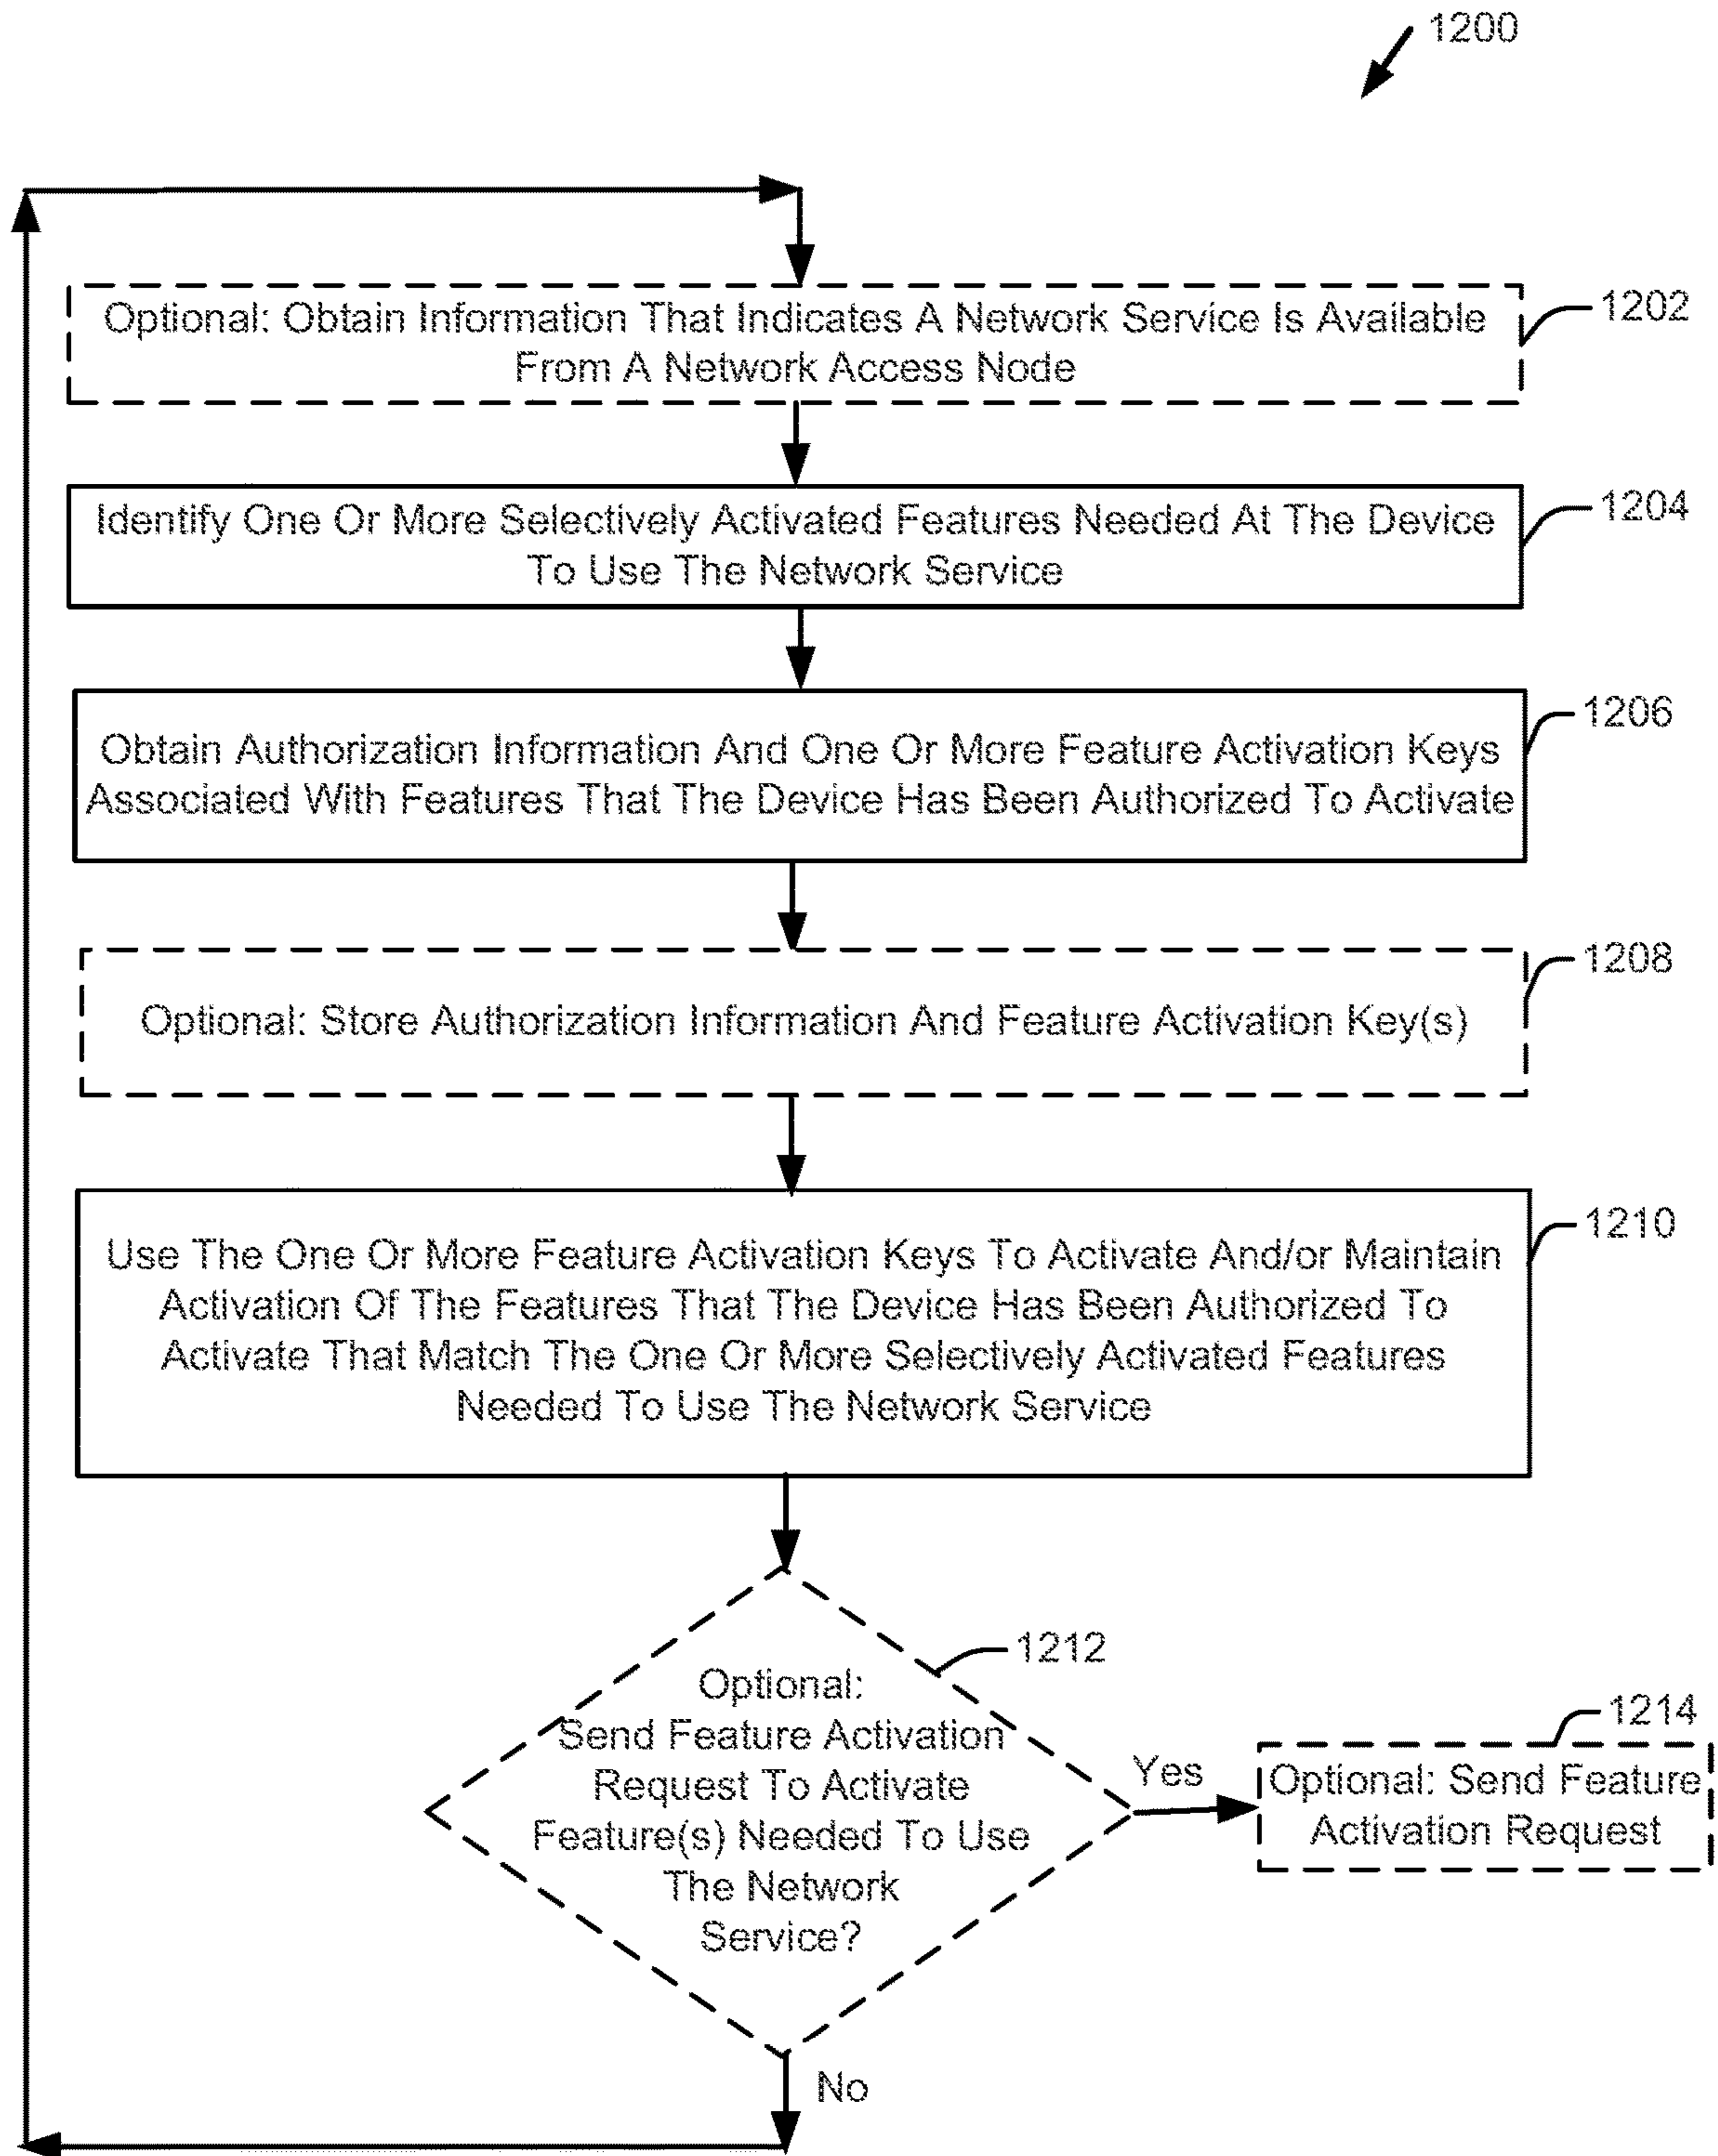 1200
Optional: Obtain Information That Indicates A Network Service Is Available
From A Network Access Node
1202
Identify One Or More Selectively Activated Features Needed At The Device
To Use The Network Service
1204
Obtain Authorization Information And One Or More Feature Activation Keys
Associated With Features That The Device Has Been Authorized To Activate
1206
Optional: Store Authorization Information And Feature Activation Key(s)
1208
Use The One Or More Feature Activation Keys To Activate And/or Maintain
Activation Of The Features That The Device Has Been Authorized To
Activate That Match The One Or More Selectively Activated Features
Needed To Use The Network Service
1210
Optional:
Send Feature Activation
Request To Activate
Feature(s) Needed To Use
The Network
Service?
1212
Yes
1214
Optional: Send Feature
Activation Request
No